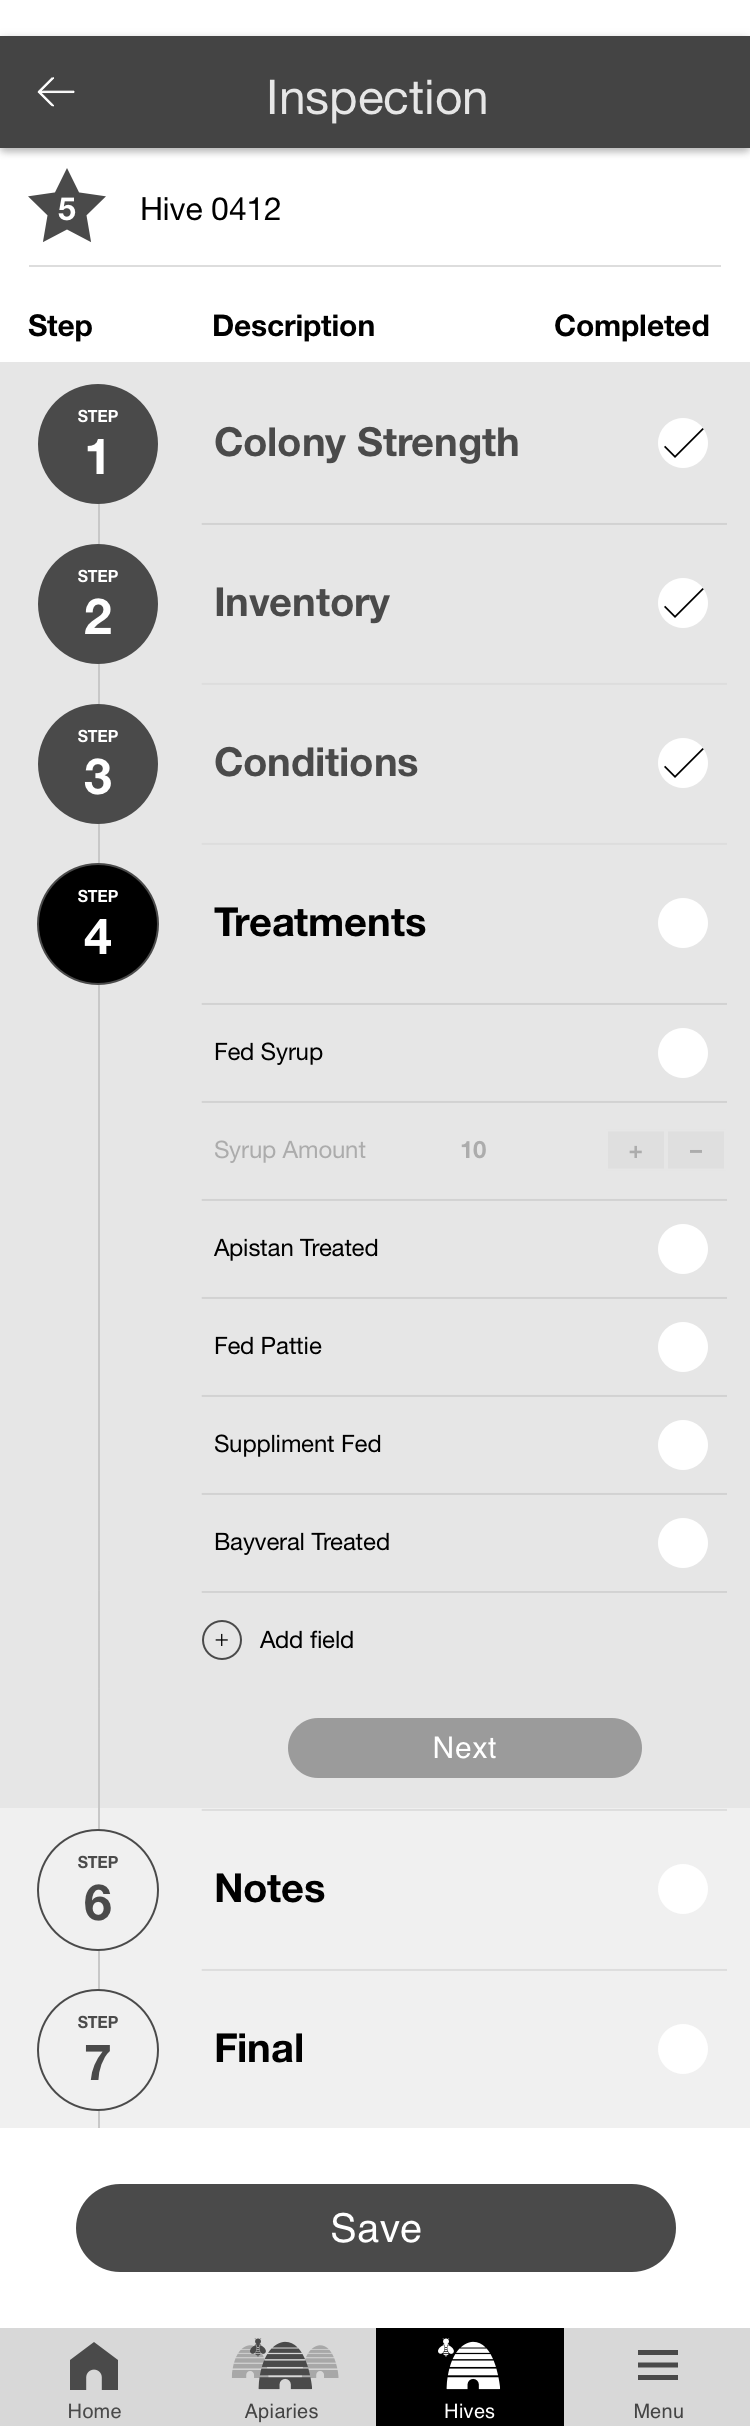 Inspection
5 Hive 0412
Step Description Completed
STEP
1 Colony Strength
STEP
2 Inventory
STEP
3 Conditions
STEP
4 Treatments
Fed Syrup
Syrup Amount 10 + −
Apistan Treated
Fed Pattie
Suppliment Fed
Bayveral Treated
+ Add field
Next
STEP
6 Notes
STEP
7 Final
Save
Home Apiaries Hives Menu